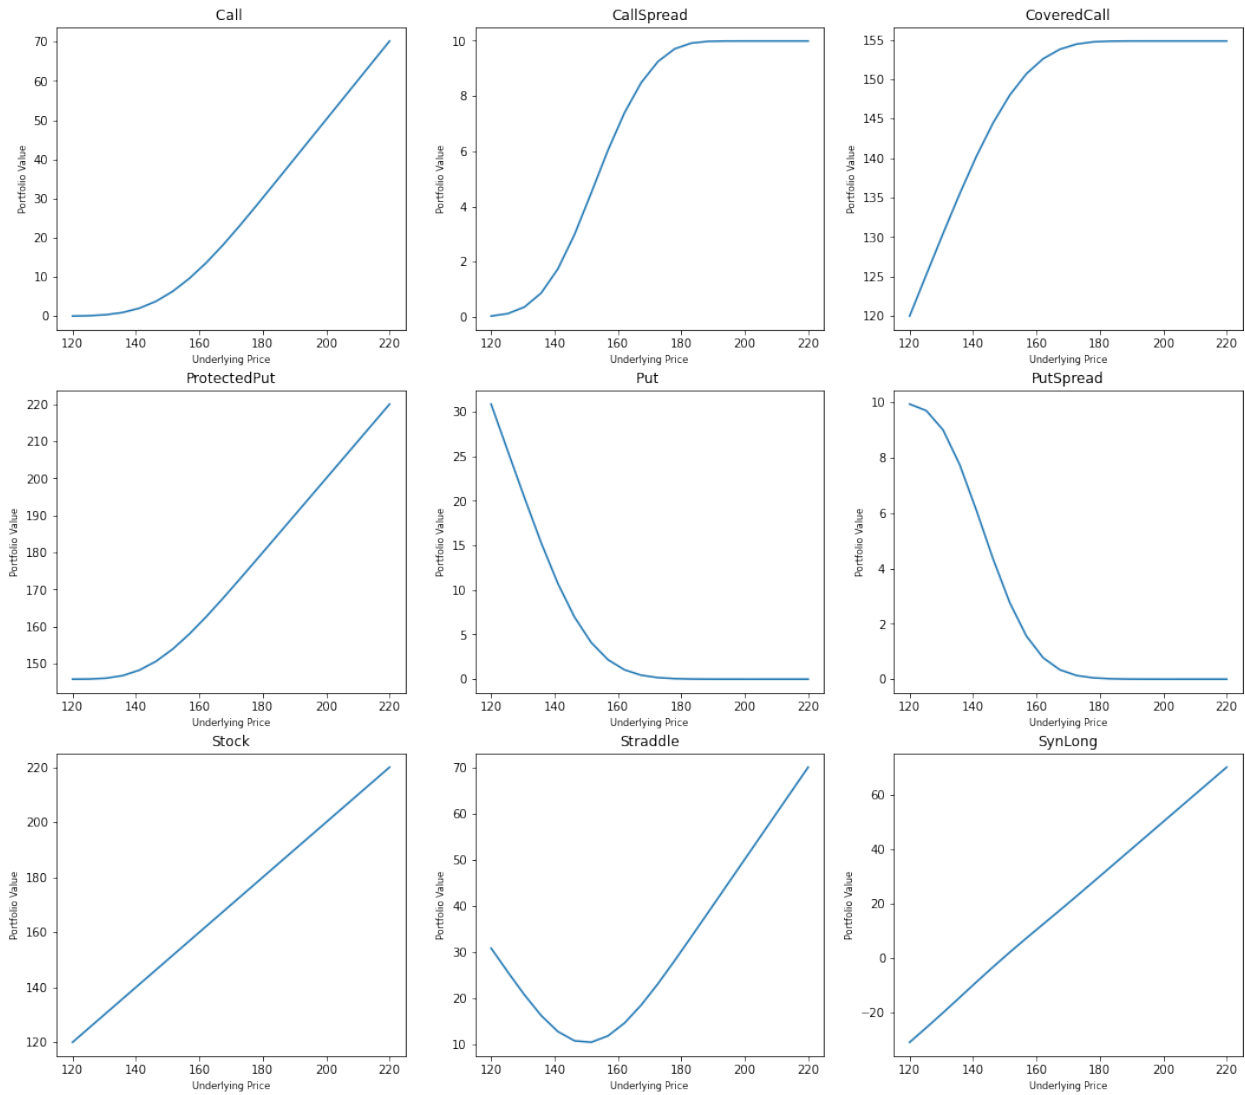 Call
70
60
50
40
30
20
10
0
Portfolio Value
120 140 160 180 200 220
Underlying Price
CallSpread
10
8
6
4
2
0
Portfolio Value
120 140 160 180 200 220
Underlying Price
CoveredCall
155
150
145
140
135
130
125
120
Portfolio Value
120 140 160 180 200 220
Underlying Price
ProtectedPut
220
210
200
190
180
170
160
150
Portfolio Value
120 140 160 180 200 220
Underlying Price
Put
30
25
20
15
10
5
0
Portfolio Value
120 140 160 180 200 220
Underlying Price
PutSpread
10
8
6
4
2
0
Portfolio Value
120 140 160 180 200 220
Underlying Price
Stock
220
200
180
160
140
120
Portfolio Value
120 140 160 180 200 220
Underlying Price
Straddle
70
60
50
40
30
20
10
Portfolio Value
120 140 160 180 200 220
Underlying Price
SynLong
60
40
20
0
−20
Portfolio Value
120 140 160 180 200 220
Underlying Price